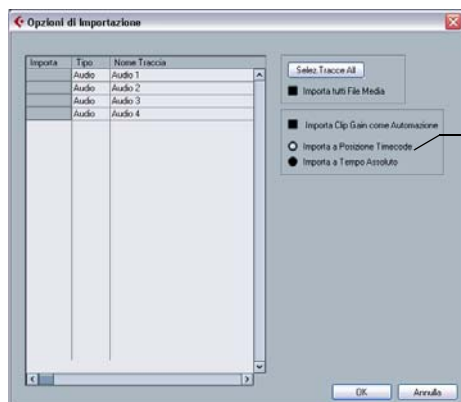 Opzioni di Importazione
Importa Tipo Nome Traccia
Audio Audio 1
Audio Audio 2
Audio Audio 3
Audio Audio 4
Selez.Tracce All
Importa tutti File Media
Importa Clip Gain come Automazione
Importa a Posizione Timecode
Importa a Tempo Assoluto
OK Annulla